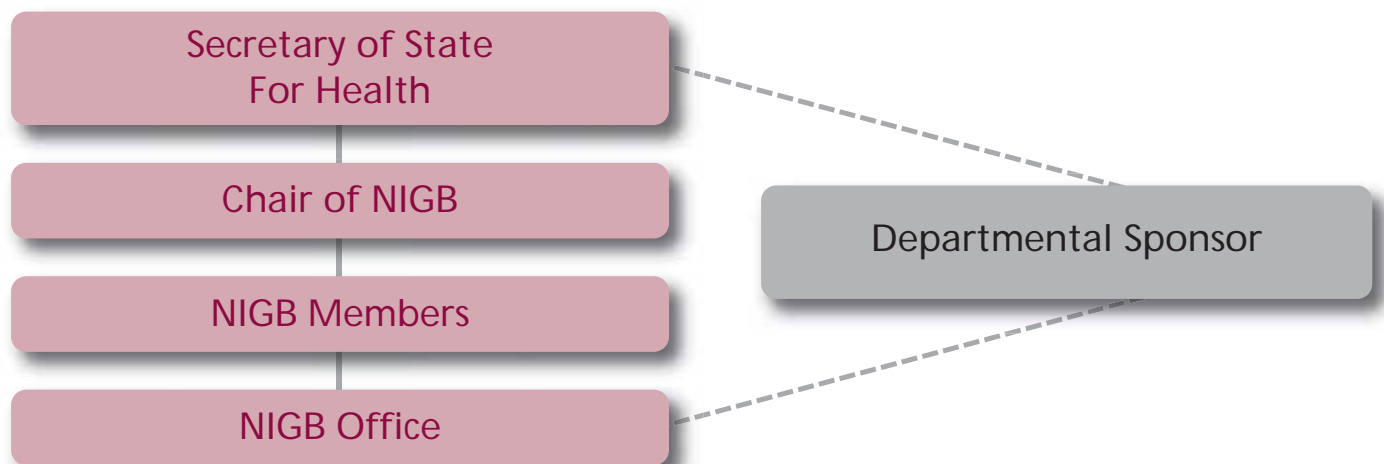 Secretary of State
For Health
Chair of NIGB
Departmental Sponsor
NIGB Members
NIGB Office